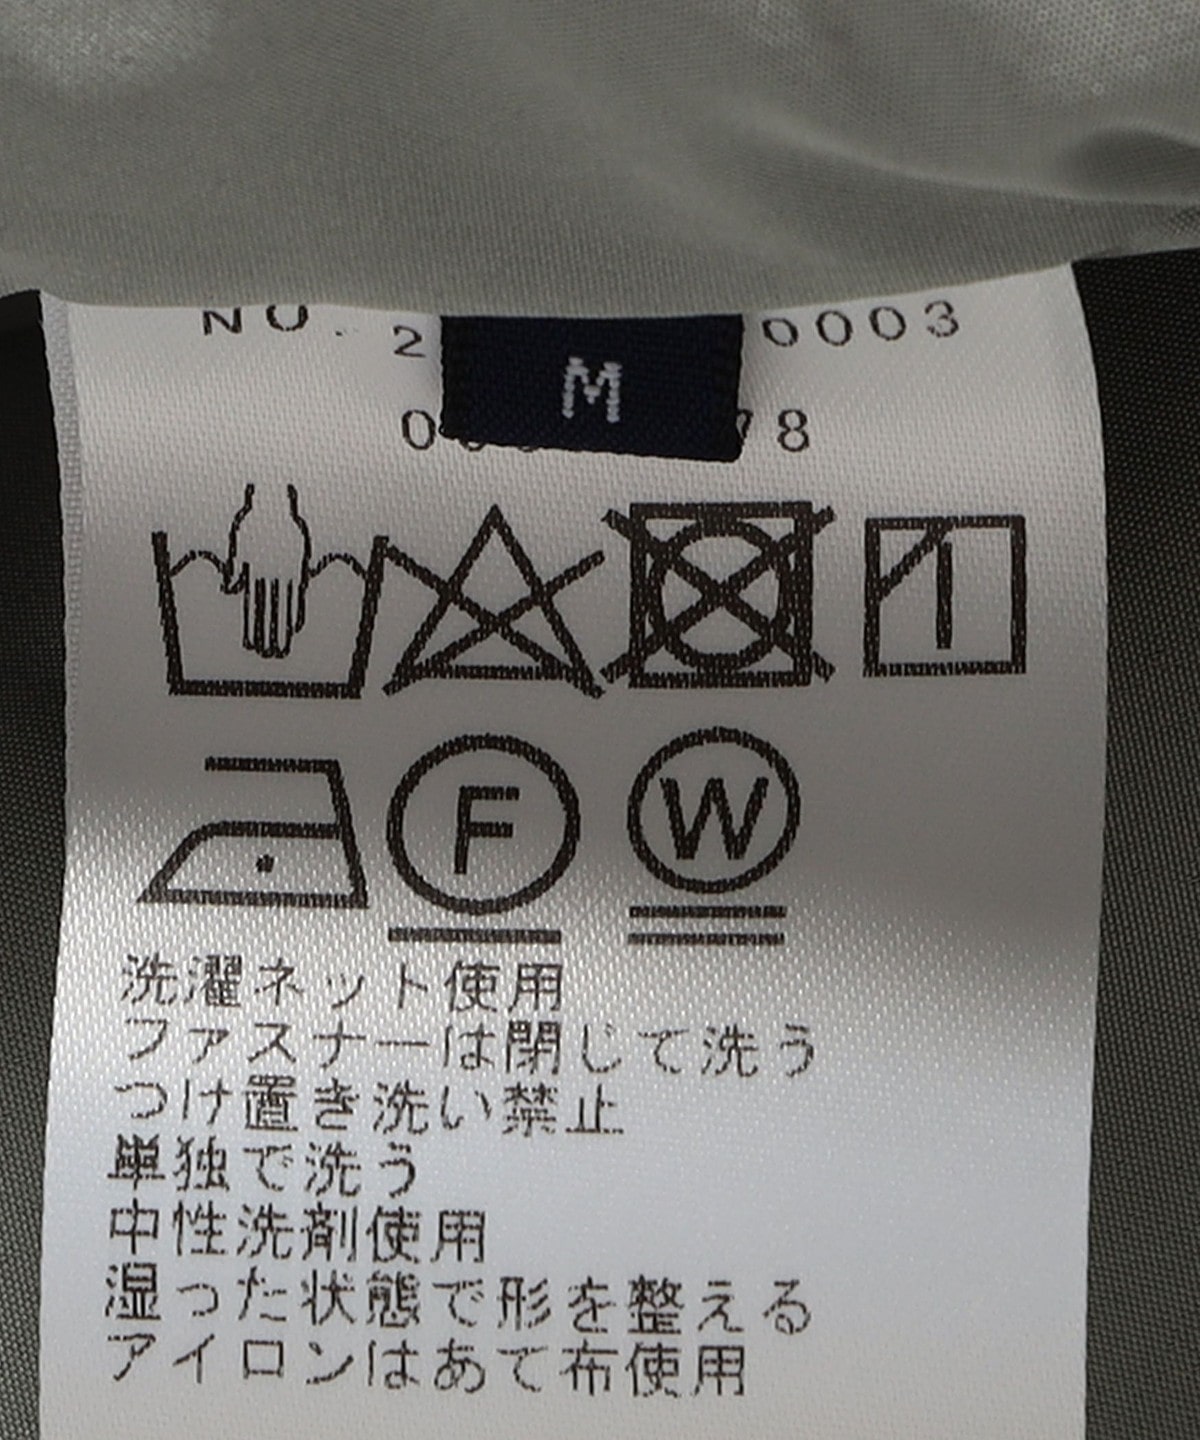 NO. 2 0003
M
0 78
F
W
洗濯ネット使用
ファスナーは閉じて洗う
つけ置き洗い禁止
単独で洗う
中性洗剤使用
湿った状態で形を整える
アイロンはあて布使用